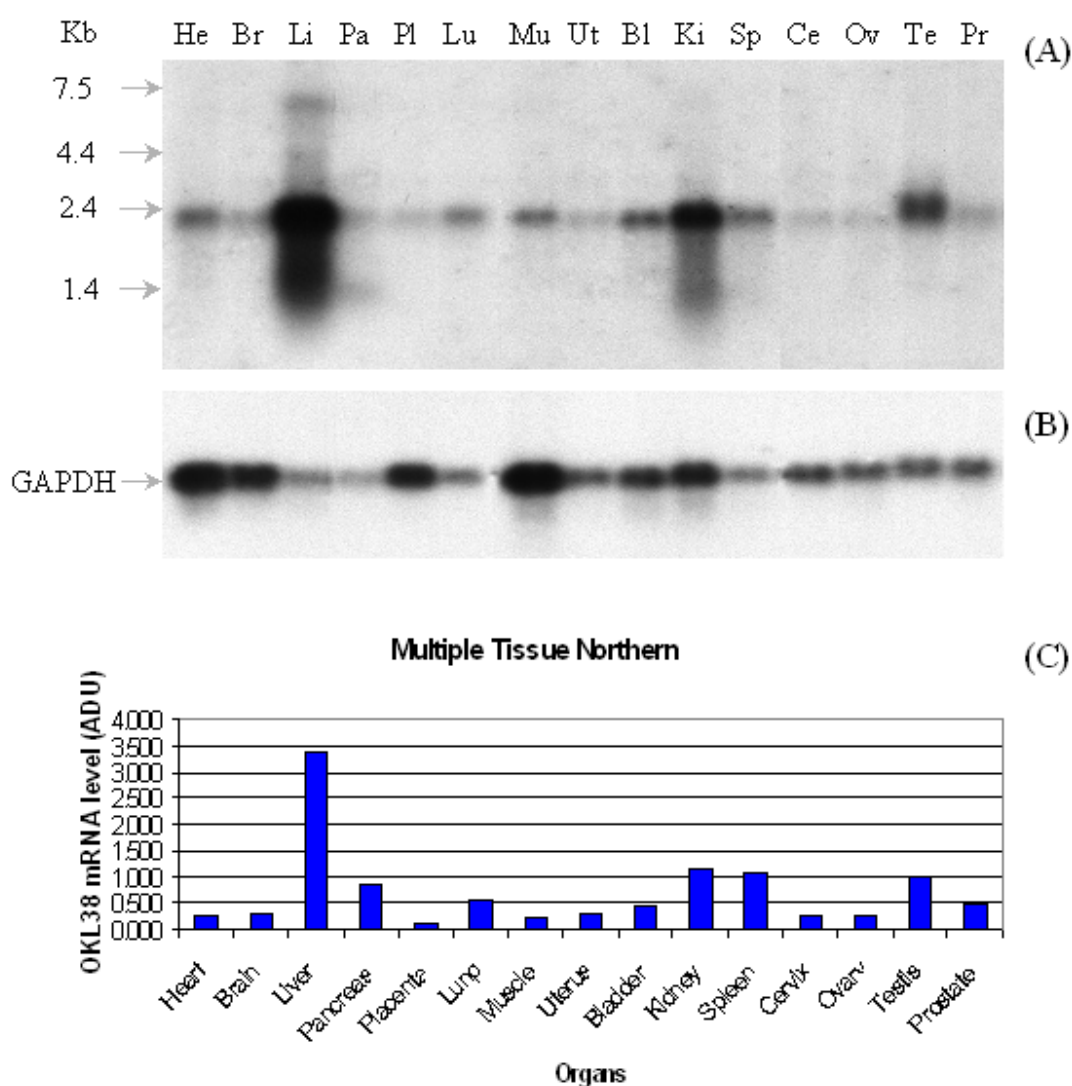 Kb He Br Li Pa Pl Lu Mu Ut Bl Ki Sp Ce Ov Te Pr (A)
7.5
4.4
2.4
1.4
(B)
GAPDH
Multiple Tissue Northern (C)
OKL38 mRNA level (ADU)
4.000
3.500
3.000
2.500
2.000
1.500
1.000
0.500
0.000
Heart Brain Liver Pancreas Placenta Lung Muscle Uterus Bladder Kidney Spleen Cervix Ovary Testis Prostate
Organs